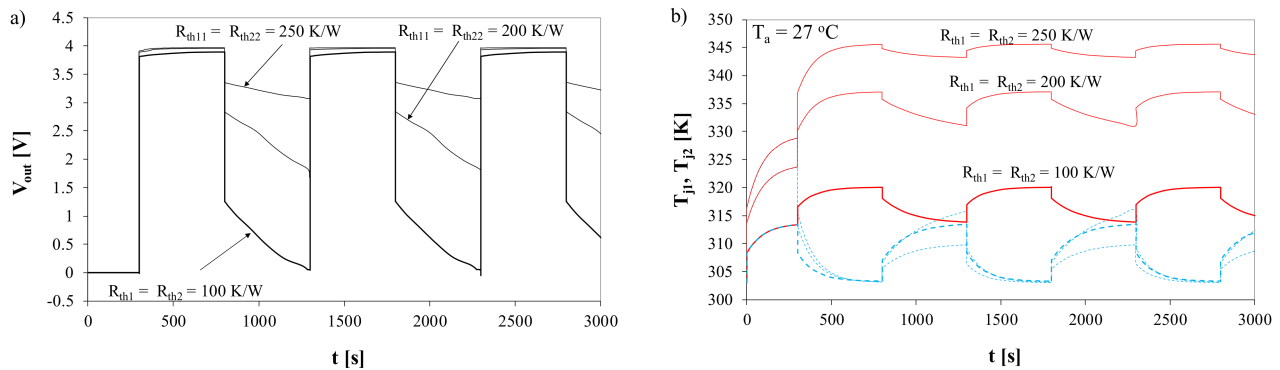 a)
V_out [V]
4.5
4
3.5
3
2.5
2
1.5
1
0.5
0
-0.5
R_th11 = R_th22 = 250 K/W
R_th11 = R_th22 = 200 K/W
R_th1 = R_th2 = 100 K/W
0 500 1000 1500 2000 2500 3000
t [s]
b)
T_j1, T_j2 [K]
350
345
340
335
330
325
320
315
310
305
300
T_a = 27 °C
R_th1 = R_th2 = 250 K/W
R_th1 = R_th2 = 200 K/W
R_th1 = R_th2 = 100 K/W
0 500 1000 1500 2000 2500 3000
t [s]